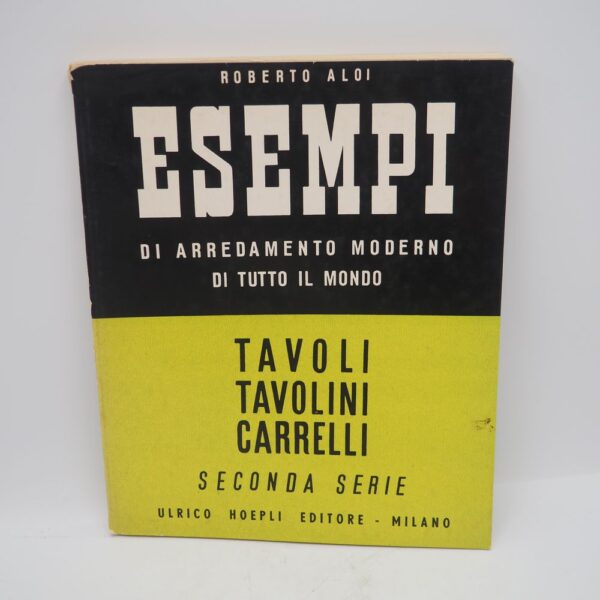 ROBERTO ALOI
ESEMPI
DI ARREDAMENTO MODERNO
DI TUTTO IL MONDO
TAVOLI
TAVOLINI
CARRELLI
SECONDA SERIE
ULRICO HOEPLI EDITORE - MILANO